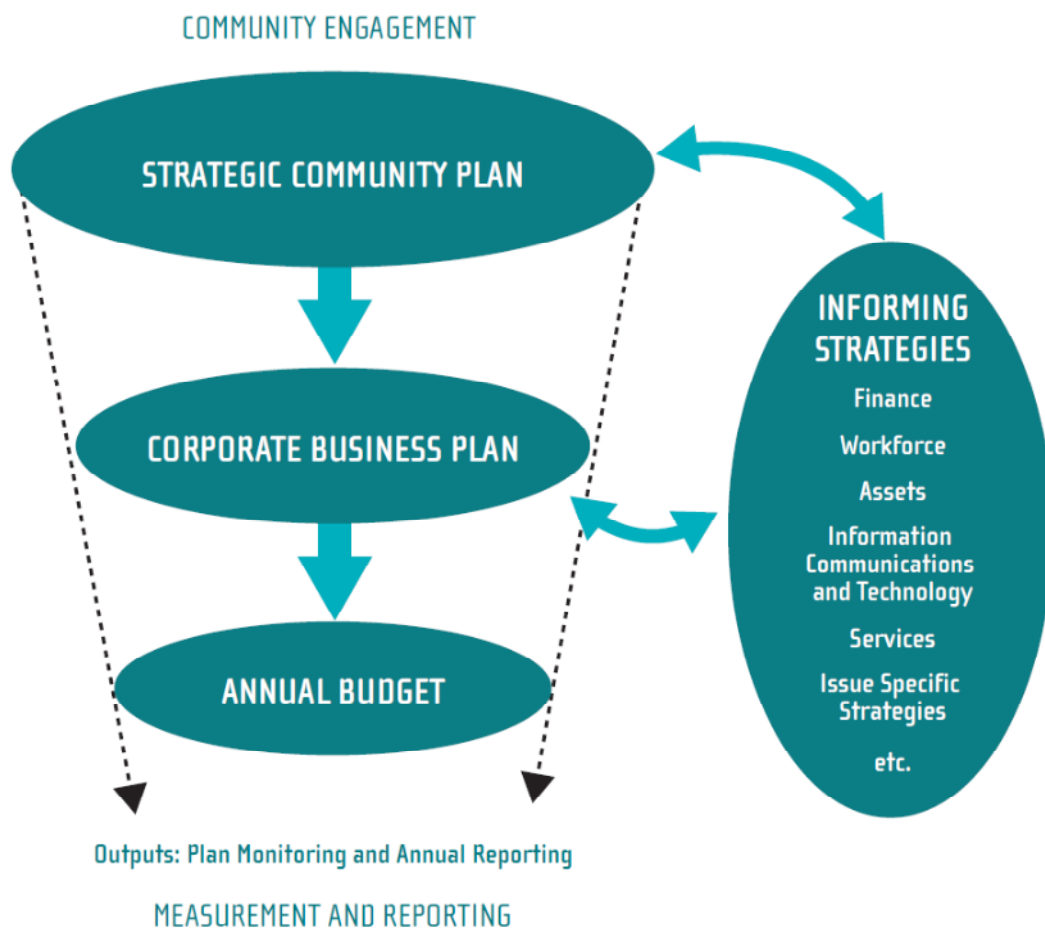 COMMUNITY ENGAGEMENT
STRATEGIC COMMUNITY PLAN
CORPORATE BUSINESS PLAN
ANNUAL BUDGET
INFORMING
STRATEGIES
Finance
Workforce
Assets
Information
Communications
and Technology
Services
Issue Specific
Strategies
etc.
Outputs: Plan Monitoring and Annual Reporting
MEASUREMENT AND REPORTING